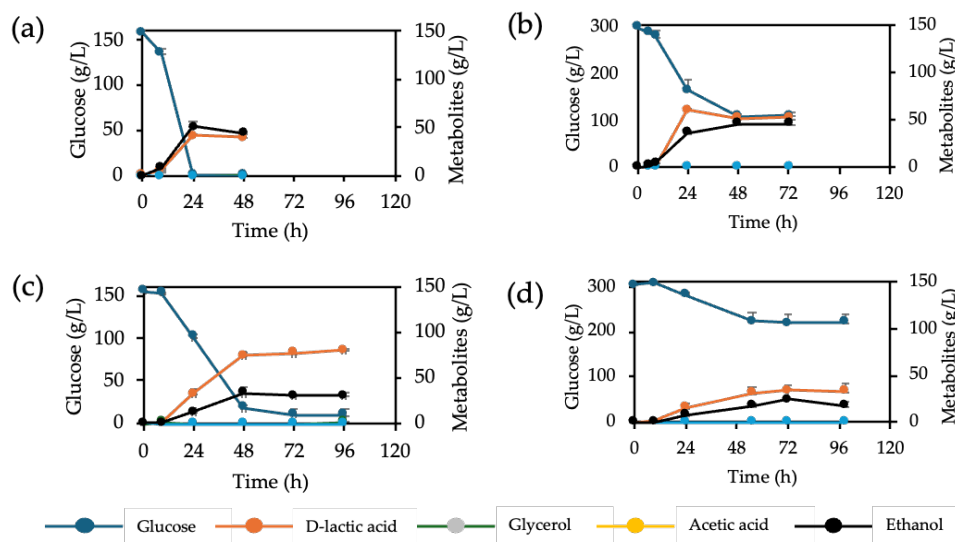 (a)
Glucose (g/L)
150
100
50
0
150
100
50
0
Metabolites (g/L)
0 24 48 72 96 120
Time (h)
(b)
Glucose (g/L)
300
200
100
0
150
100
50
0
Metabolites (g/L)
0 24 48 72 96 120
Time (h)
(c)
Glucose (g/L)
150
100
50
0
150
100
50
0
Metabolites (g/L)
0 24 48 72 96 120
Time (h)
(d)
Glucose (g/L)
300
200
100
0
150
100
50
0
Metabolites (g/L)
0 24 48 72 96 120
Time (h)
Glucose D-lactic acid Glycerol Acetic acid Ethanol